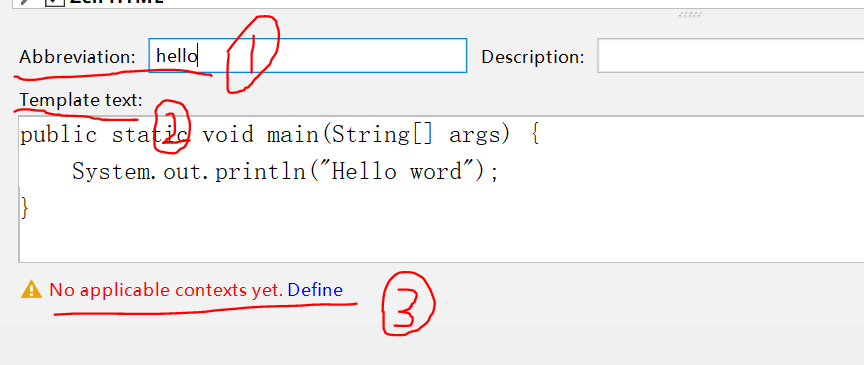 Abbreviation: hello Description:
Template text:
public static void main(String[] args) {
System.out.println("Hello word");
}
No applicable contexts yet. Define
1
2
3